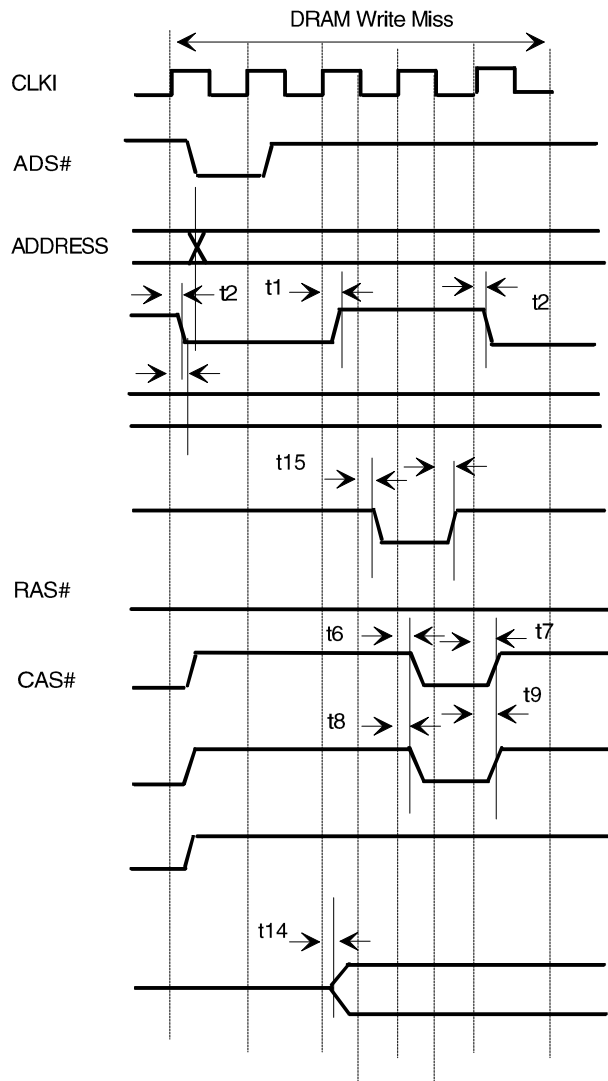 DRAM Write Miss
CLKI
ADS#
ADDRESS
t2
t1
t2
t15
RAS#
t6
t7
CAS#
t8
t9
t14